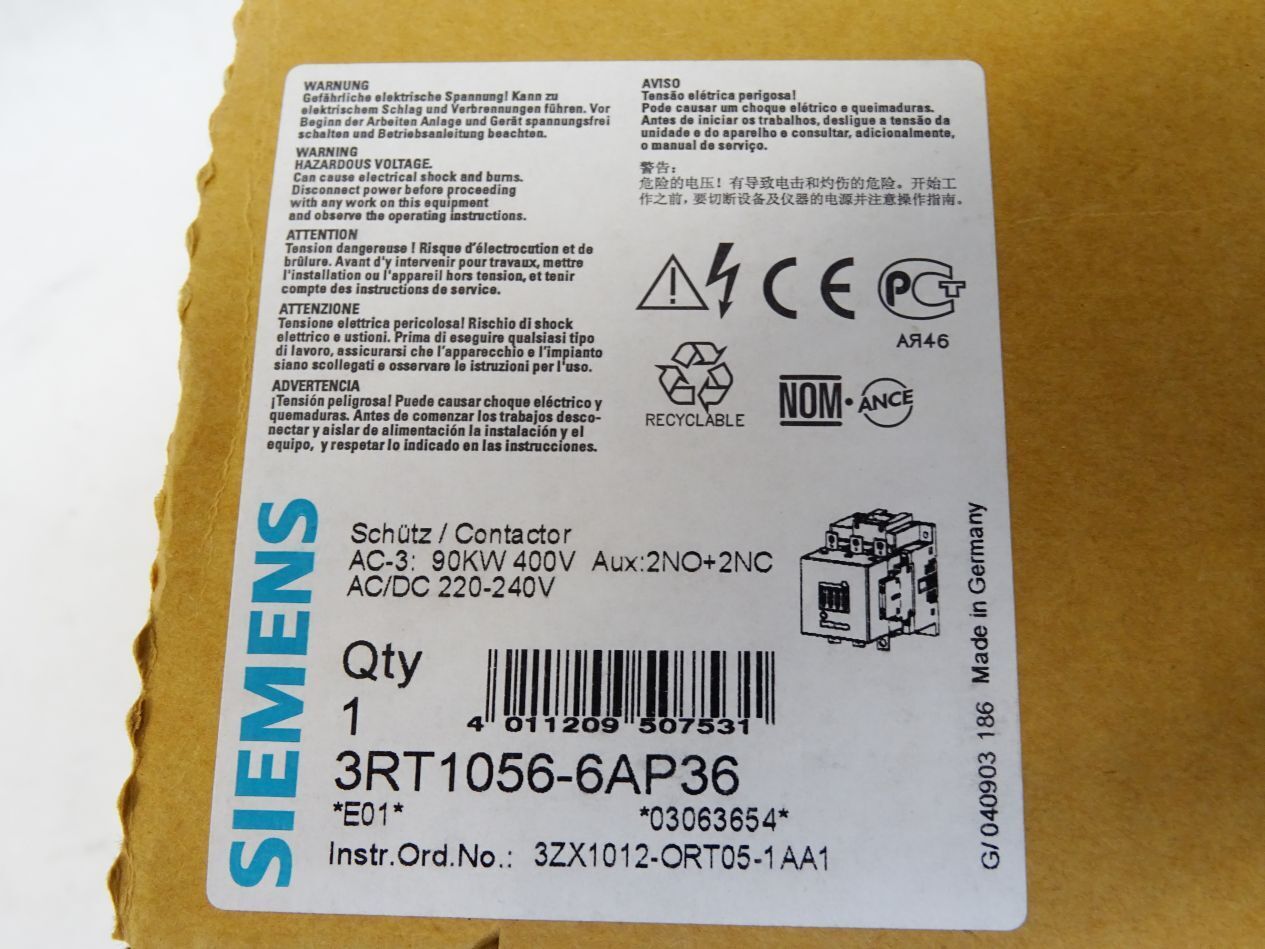 WARNUNG
Gefährliche elektrische Spannung! Kann zu
elektrischem Schlag und Verbrennungen führen. Vor
Beginn der Arbeiten Anlage und Gerät spannungsfrei
schalten und Betriebsanleitung beachten.
WARNING
HAZARDOUS VOLTAGE.
Can cause electrical shock and burns.
Disconnect power before proceeding
with any work on this equipment
and observe the operating instructions.
ATTENTION
Tension dangereuse ! Risque d'électrocution et de
brûlure. Avant d'y intervenir pour travaux, mettre
l'installation ou l'appareil hors tension, et tenir
compte des instructions de service.
ATTENZIONE
Tensione elettrica pericolosa! Rischio di shock
elettrico e ustioni. Prima di eseguire qualsiasi tipo
di lavoro, assicurarsi che l'apparecchio e l'impianto
siano scollegati e osservare le istruzioni per l'uso.
ADVERTENCIA
¡Tensión peligrosa! Puede causar choque eléctrico y
quemaduras. Antes de comenzar los trabajos desco-
nectar y aislar de alimentación la instalación y el
equipo, y respetar lo indicado en las instrucciones.
AVISO
Tensão elétrica perigosa!
Pode causar um choque elétrico e queimaduras.
Antes de iniciar os trabalhos, desligue a tensão da
unidade e do aparelho e consultar, adicionalmente,
o manual de serviço.
警告:
危险的电压! 有导致电击和灼伤的危险。开始工
作之前, 要切断设备及仪器的电源并注意操作指南。
CE
PCT
АЯ46
RECYCLABLE
NOM·ANCE
SIEMENS
Schütz / Contactor
AC-3: 90KW 400V Aux:2NO+2NC
AC/DC 220-240V
Qty
1
4 011209 507531
3RT1056-6AP36
*E01* *03063654*
Instr.Ord.No.: 3ZX1012-ORT05-1AA1
G/040903 186 Made in Germany